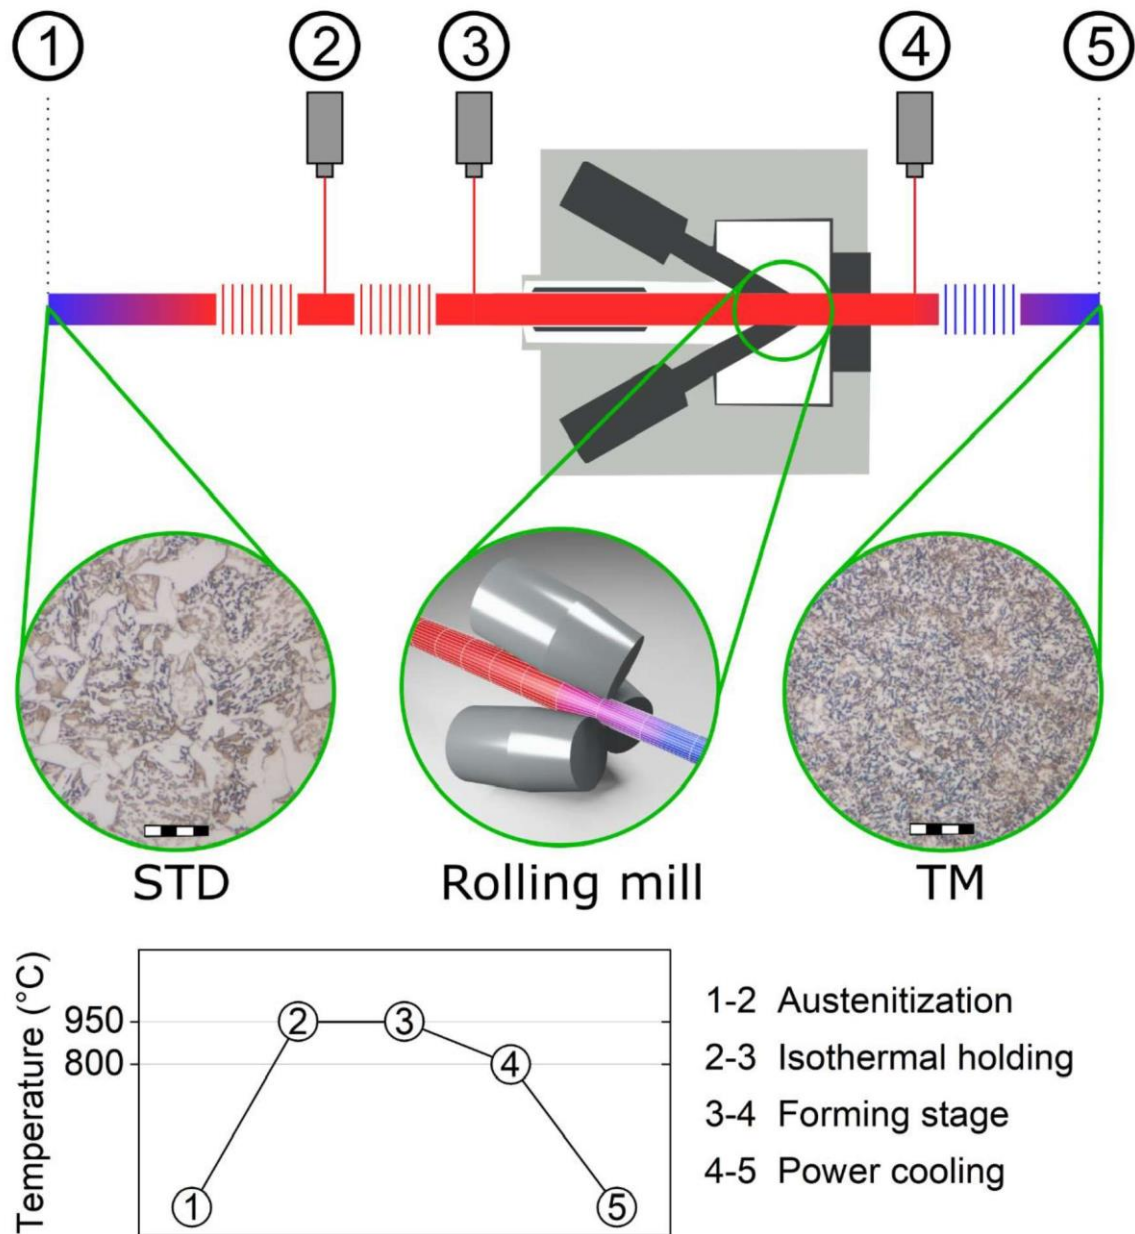 1 2 3 4 5
STD Rolling mill TM
Temperature (°C)
950
800
1 2 3 4 5
1-2 Austenitization
2-3 Isothermal holding
3-4 Forming stage
4-5 Power cooling